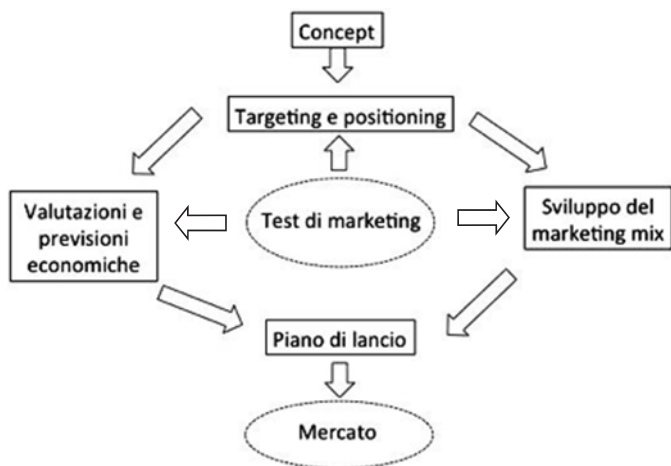 Concept
Targeting e positioning
Valutazioni e
previsioni
economiche
Test di marketing
Sviluppo del
marketing mix
Piano di lancio
Mercato